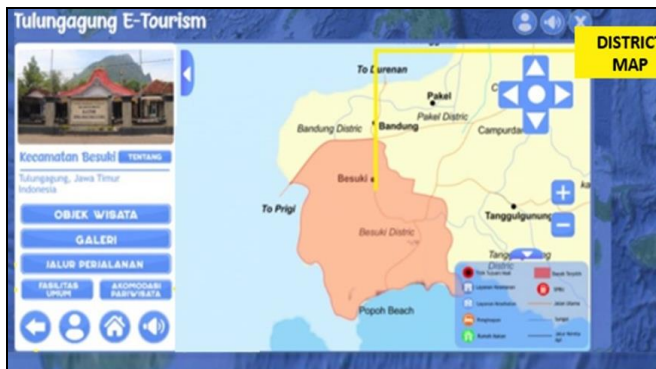 Tulungagung E-Tourism
DISTRICT
MAP
To Durenan
Pakel
Pakel Distric
Bandung Distric
Bandung
Campurdar
Kecamatan Besuki
TENTANG
Tulungagung, Jawa Timur
Indonesia
Besuki
To Prigi
Tanggulgunung
OBJEK WISATA
GALERI
JALUR PERJALANAN
FASILITAS
UMUM
AKOMODASI
PARIWISATA
Besuki Distric
Distric
Popoh Beach